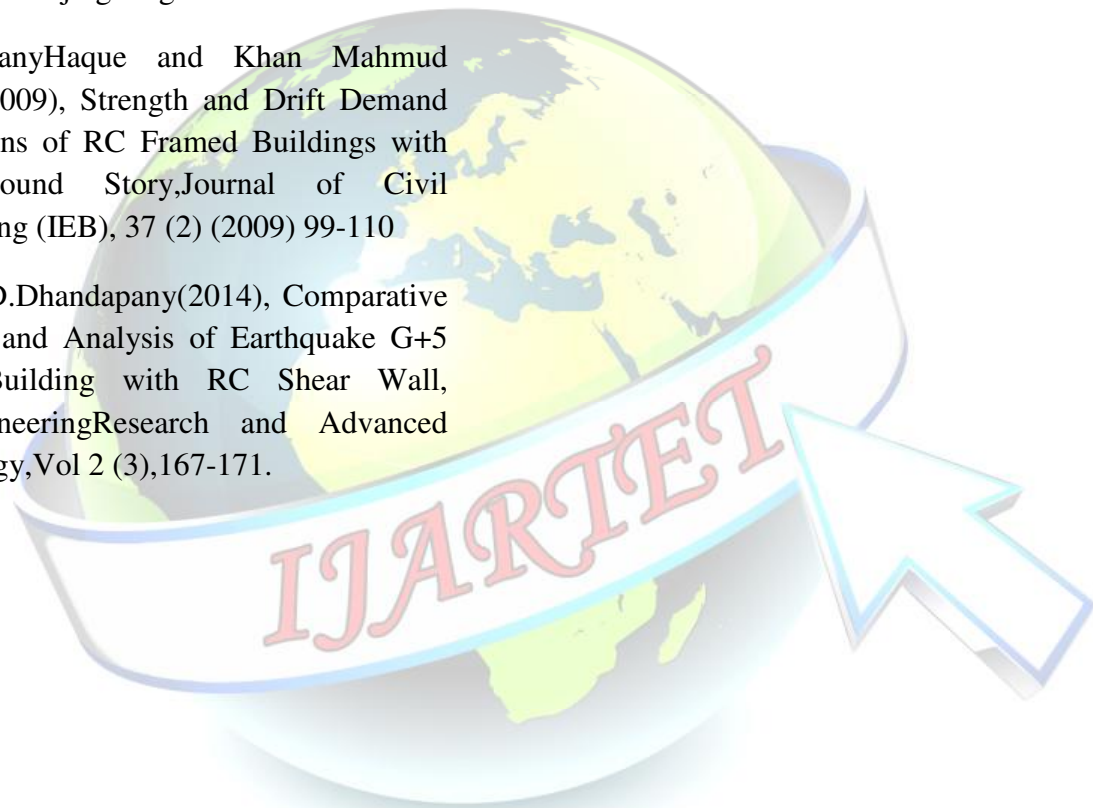 anyHaque and Khan Mahmud
009), Strength and Drift Demand
ns of RC Framed Buildings with
ound Story,Journal of Civil
ng (IEB), 37 (2) (2009) 99-110
D.Dhandapany(2014), Comparative
and Analysis of Earthquake G+5
Building with RC Shear Wall,
neeringResearch and Advanced
gy,Vol 2 (3),167-171.
IJARTET